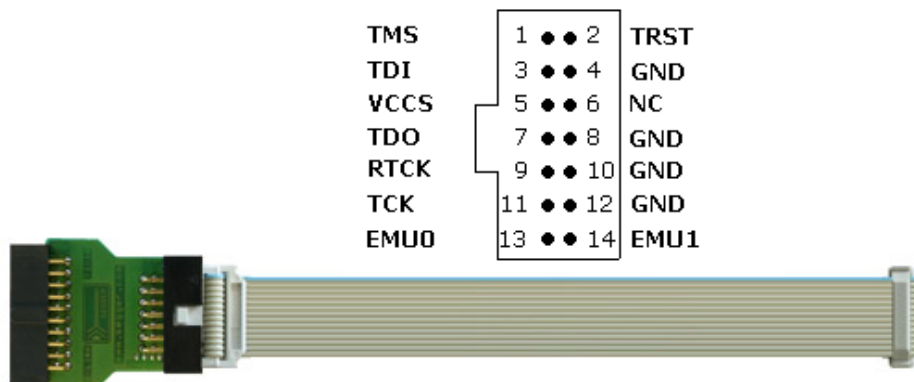 TMS 1 2 TRST
TDI 3 4 GND
VCCS 5 6 NC
TDO 7 8 GND
RTCK 9 10 GND
TCK 11 12 GND
EMU0 13 14 EMU1